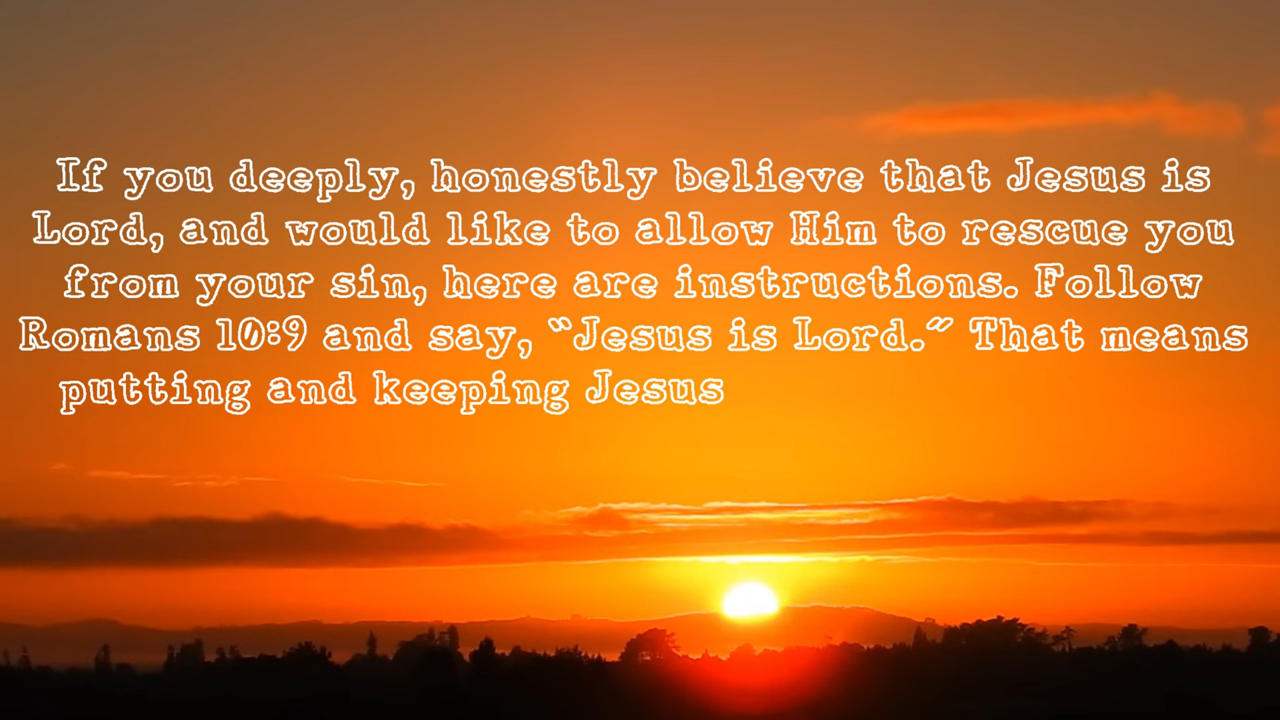 If you deeply, honestly believe that Jesus is
Lord, and would like to allow Him to rescue you
from your sin, here are instructions. Follow
Romans 10:9 and say, “Jesus is Lord.” That means
putting and keeping Jesus